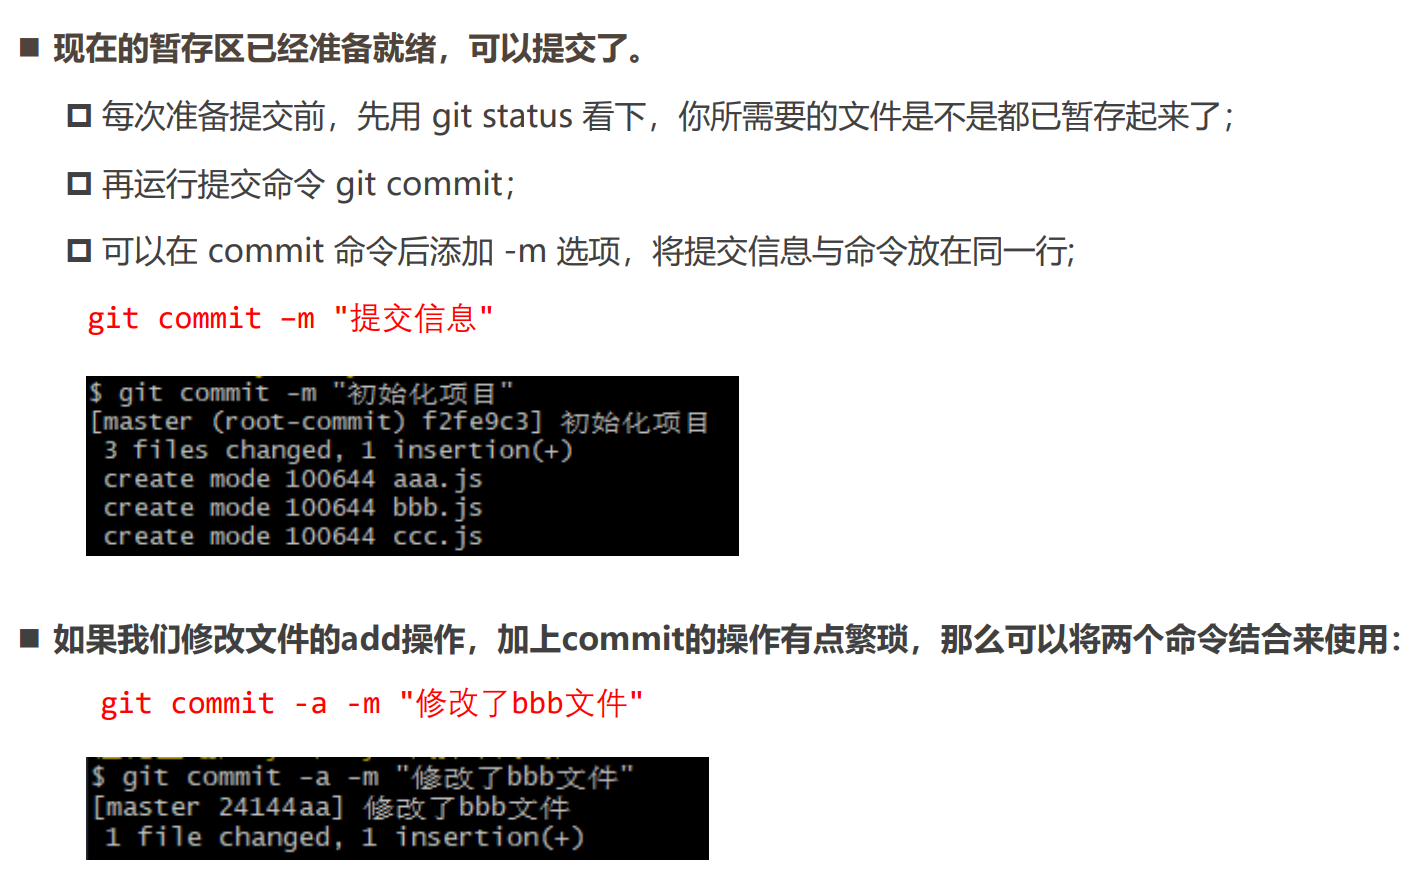 现在的暂存区已经准备就绪，可以提交了。
每次准备提交前，先用 git status 看下，你所需要的文件是不是都已暂存起来了；
再运行提交命令 git commit；
可以在 commit 命令后添加 -m 选项，将提交信息与命令放在同一行;
git commit –m "提交信息"
$ git commit -m "初始化项目"
[master (root-commit) f2fe9c3] 初始化项目
3 files changed, 1 insertion(+)
create mode 100644 aaa.js
create mode 100644 bbb.js
create mode 100644 ccc.js
如果我们修改文件的add操作，加上commit的操作有点繁琐，那么可以将两个命令结合来使用：
git commit -a -m "修改了bbb文件"
$ git commit -a -m "修改了bbb文件"
[master 24144aa] 修改了bbb文件
1 file changed, 1 insertion(+)